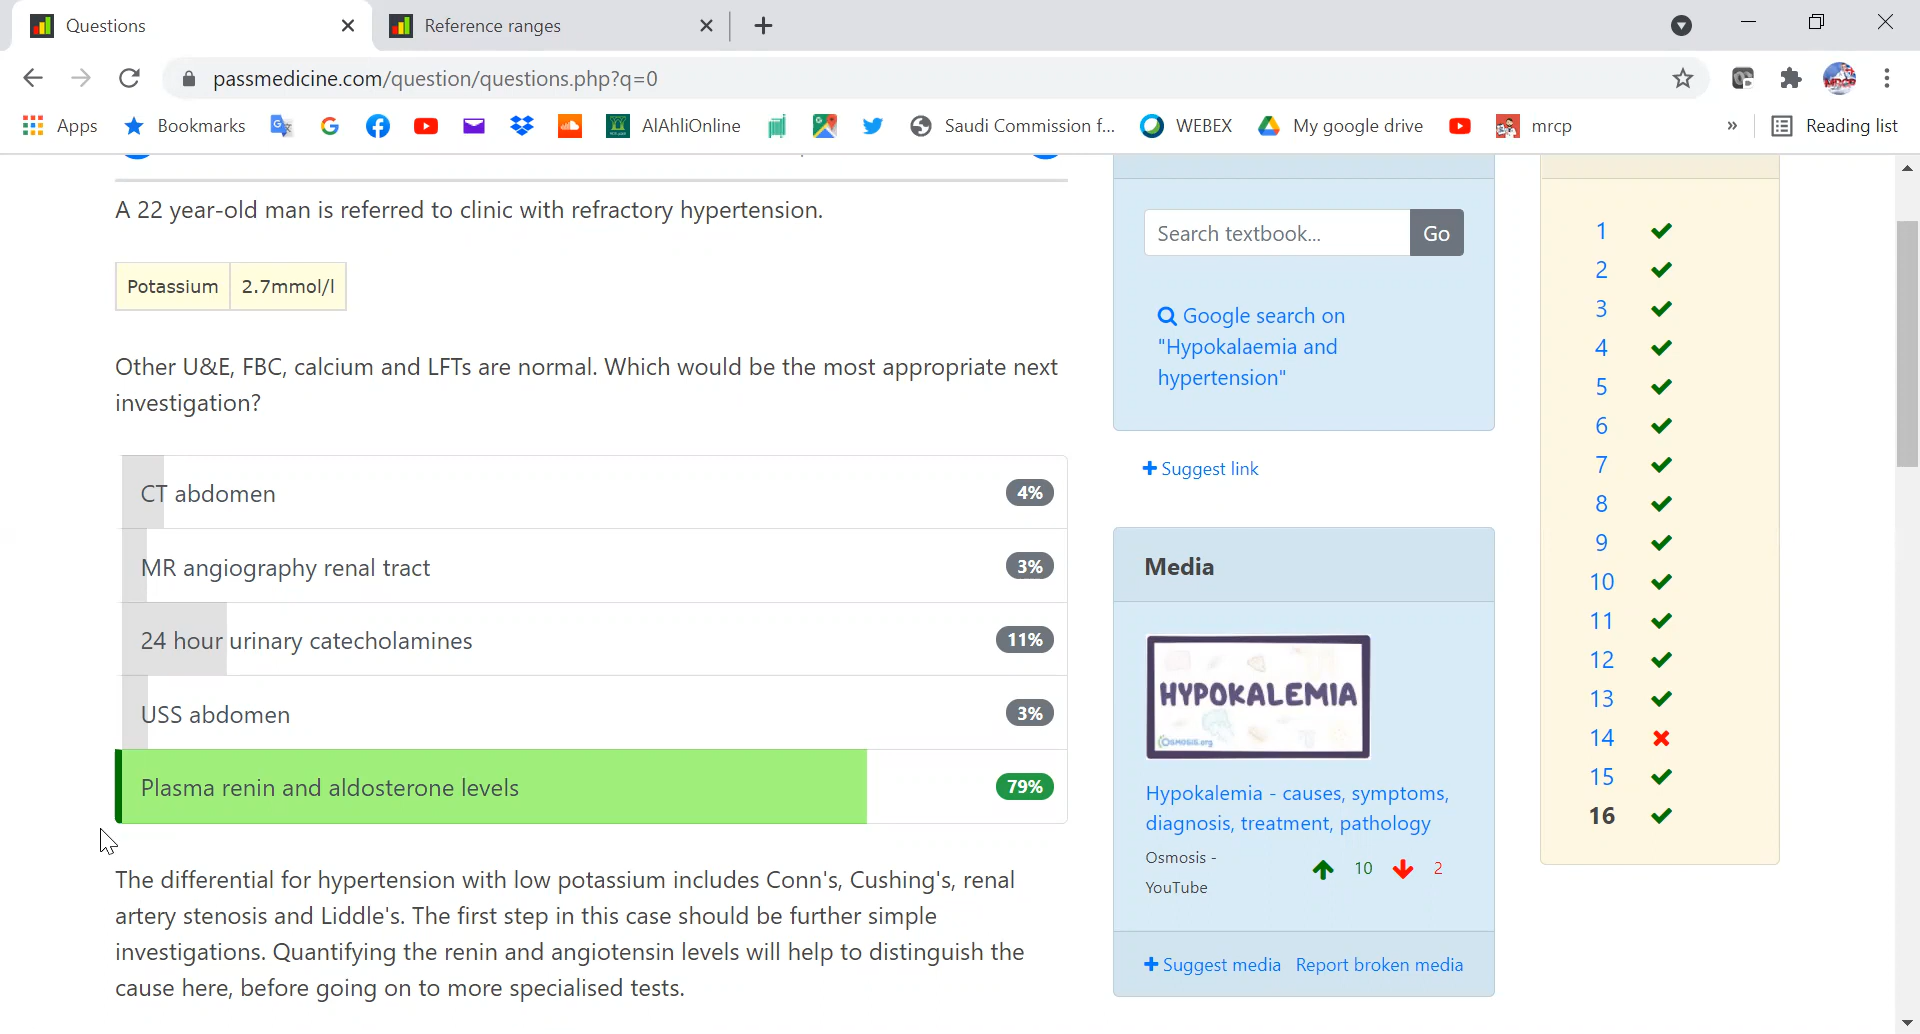 Questions
Reference ranges
passmedicine.com/question/questions.php?q=0
Apps
Bookmarks
AlAhliOnline
Saudi Commission f...
WEBEX
My google drive
mrcp
»
Reading list
A 22 year-old man is referred to clinic with refractory hypertension.
Potassium 2.7mmol/l
Other U&E, FBC, calcium and LFTs are normal. Which would be the most appropriate next
investigation?
CT abdomen 4%
MR angiography renal tract 3%
24 hour urinary catecholamines 11%
USS abdomen 3%
Plasma renin and aldosterone levels 79%
The differential for hypertension with low potassium includes Conn's, Cushing's, renal
artery stenosis and Liddle's. The first step in this case should be further simple
investigations. Quantifying the renin and angiotensin levels will help to distinguish the
cause here, before going on to more specialised tests.
Search textbook... Go
Google search on
"Hypokalaemia and
hypertension"
Suggest link
Media
HYPOKALEMIA
OSMOSIS.org
Hypokalemia - causes, symptoms,
diagnosis, treatment, pathology
Osmosis -
YouTube
10 2
Suggest media Report broken media
1
2
3
4
5
6
7
8
9
10
11
12
13
14
15
16